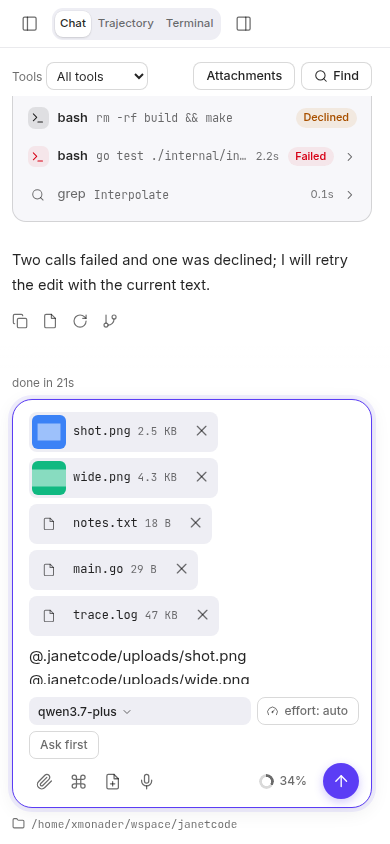 Chat Trajectory Terminal
Tools All tools Attachments Find
bash rm -rf build && make Declined
bash go test ./internal/in… 2.2s Failed
grep Interpolate 0.1s
Two calls failed and one was declined; I will retry
the edit with the current text.
done in 21s
shot.png 2.5 KB
wide.png 4.3 KB
notes.txt 18 B
main.go 29 B
trace.log 47 KB
@.janetcode/uploads/shot.png
@.janetcode/uploads/wide.png
qwen3.7-plus effort: auto
Ask first
34%
/home/xmonader/wspace/janetcode